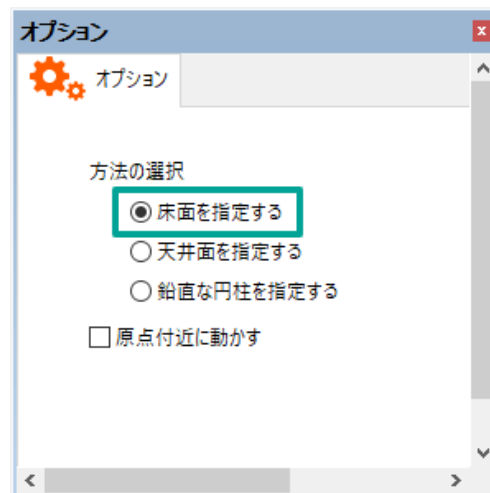 オプション
オプション
方法の選択
床面を指定する
天井面を指定する
鉛直な円柱を指定する
原点付近に動かす